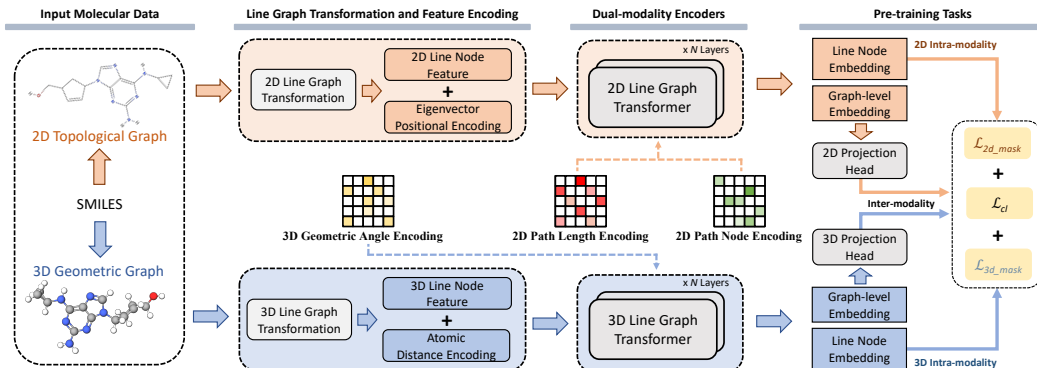 Input Molecular Data
Line Graph Transformation and Feature Encoding
Dual-modality Encoders
Pre-training Tasks
2D Topological Graph
SMILES
3D Geometric Graph
2D Line Graph
Transformation
2D Line Node
Feature
+
Eigenvector
Positional Encoding
x N Layers
2D Line Graph
Transformer
3D Geometric Angle Encoding
2D Path Length Encoding
2D Path Node Encoding
3D Line Graph
Transformation
3D Line Node
Feature
+
Atomic
Distance Encoding
x N Layers
3D Line Graph
Transformer
Line Node
Embedding
2D Intra-modality
Graph-level
Embedding
2D Projection
Head
Inter-modality
3D Projection
Head
Graph-level
Embedding
Line Node
Embedding
3D Intra-modality
ℒ2d_mask
+
ℒcl
+
ℒ3d_mask